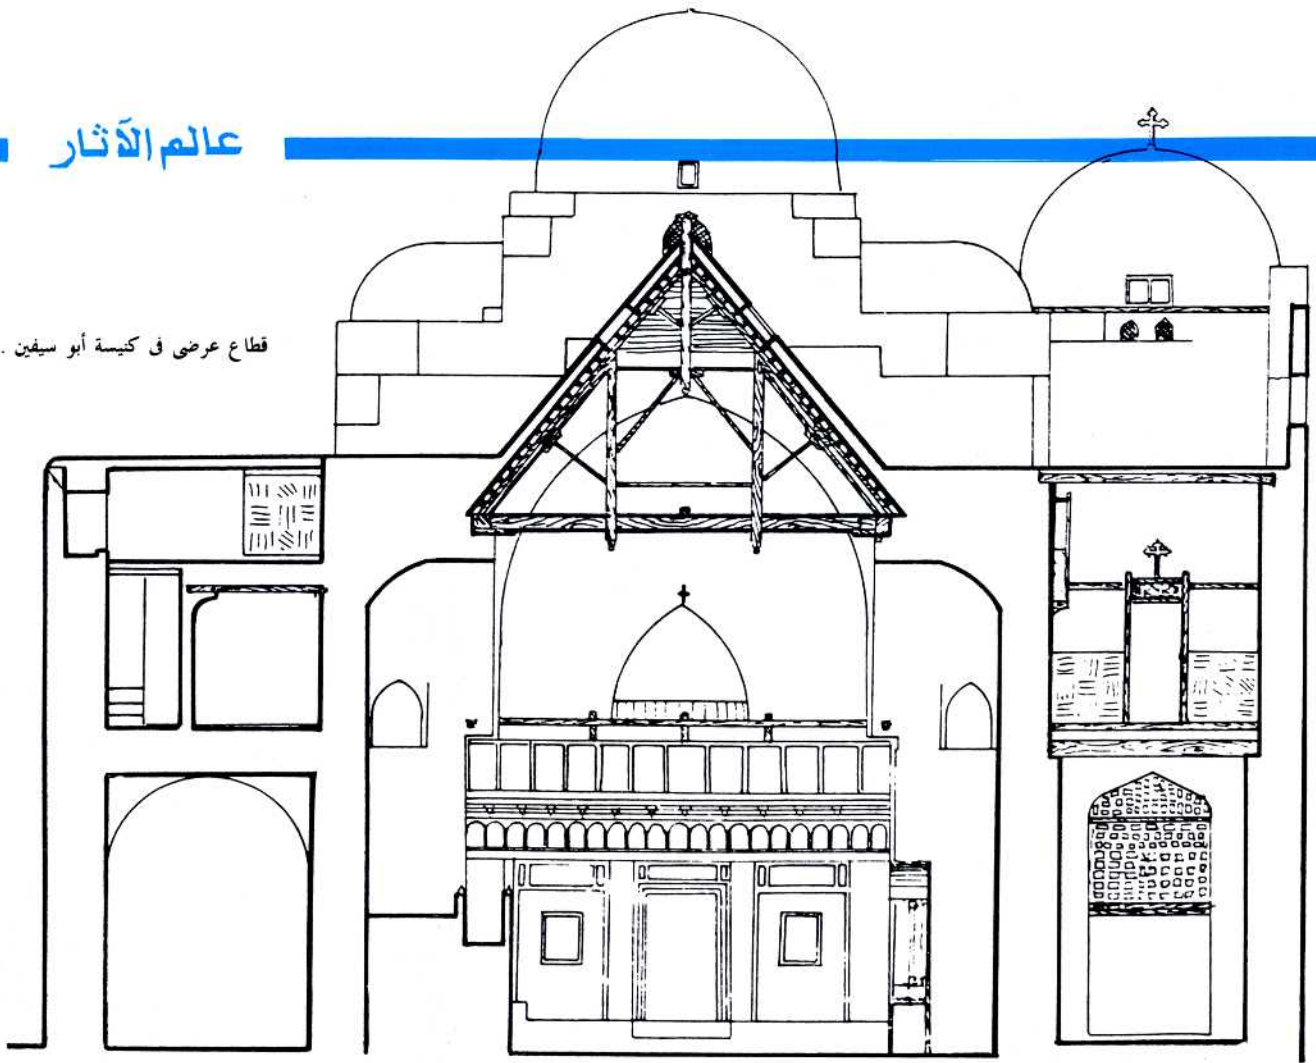 عالم الآثار
قطاع عرضى فى كنيسة أبو سيفين .